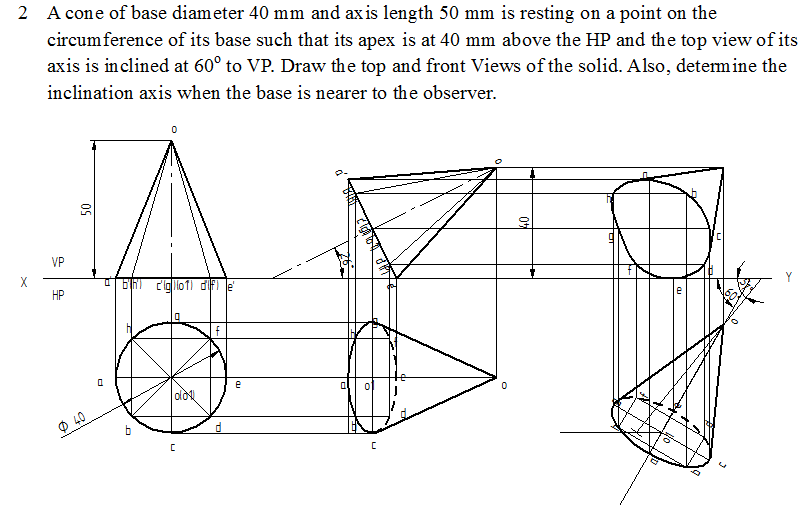 2 A cone of base diameter 40 mm and axis length 50 mm is resting on a point on the
circumference of its base such that its apex is at 40 mm above the HP and the top view of its
axis is inclined at 60⁰ to VP. Draw the top and front Views of the solid. Also, determine the
inclination axis when the base is nearer to the observer.
o
50
VP
X
HP
a' b'(h') c'(g')(o1') d'(f') e'
g
h
f
a
o(o1)
e
b
d
c
Φ 40
o
b'(h')
e
h
f
a
o1
e
o
b
d
c
40
b
h
g
c
f
d
e
Y
o
o1